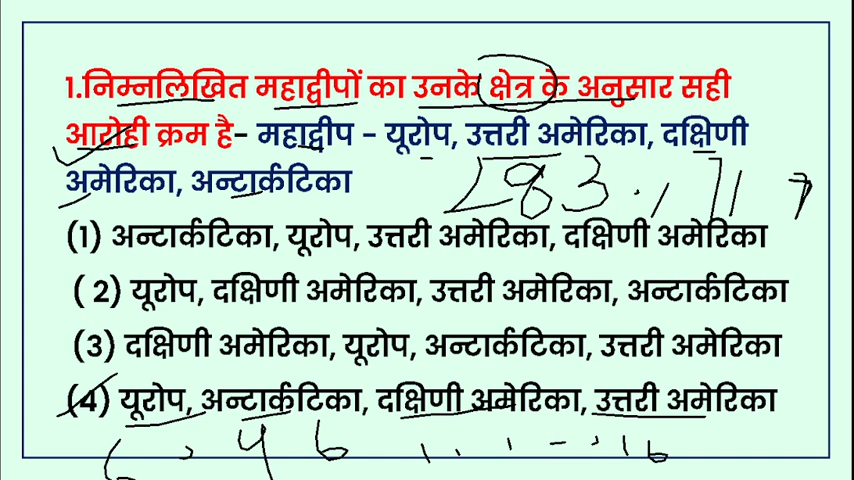 1.निम्नलिखित महाद्वीपों का उनके क्षेत्र के अनुसार सही
आरोही क्रम है- महाद्वीप - यूरोप, उत्तरी अमेरिका, दक्षिणी
अमेरिका, अन्टार्कटिका
(1) अन्टार्कटिका, यूरोप, उत्तरी अमेरिका, दक्षिणी अमेरिका
( 2) यूरोप, दक्षिणी अमेरिका, उत्तरी अमेरिका, अन्टार्कटिका
(3) दक्षिणी अमेरिका, यूरोप, अन्टार्कटिका, उत्तरी अमेरिका
(4) यूरोप, अन्टार्कटिका, दक्षिणी अमेरिका, उत्तरी अमेरिका